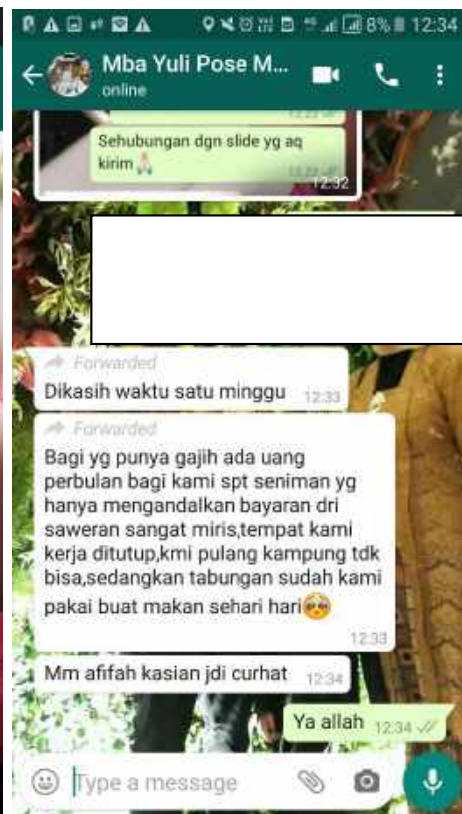 8% 12:34
Mba Yuli Pose M...
online
Sehubungan dgn slide yg aq
kirim
12:32
Forwarded
Dikasih waktu satu minggu 12:33
Forwarded
Bagi yg punya gajih ada uang
perbulan bagi kami spt seniman yg
hanya mengandalkan bayaran dri
saweran sangat miris,tempat kami
kerja ditutup,kmi pulang kampung tdk
bisa,sedangkan tabungan sudah kami
pakai buat makan sehari hari🥺
12:33
Mm afifah kasian jdi curhat 12:34
Ya allah 12:34
Type a message